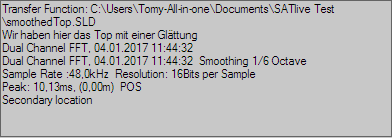 Transfer Function: C:\Users\Tomy-All-in-one\Documents\SATlive Test
\smoothedTop.SLD
Wir haben hier das Top mit einer Glättung
Dual Channel FFT, 04.01.2017 11:44:32
Dual Channel FFT, 04.01.2017 11:44:32  Smoothing 1/6 Octave
Sample Rate :48,0kHz  Resolution: 16Bits per Sample
Peak: 10,13ms, (0,00m)  POS
Secondary location